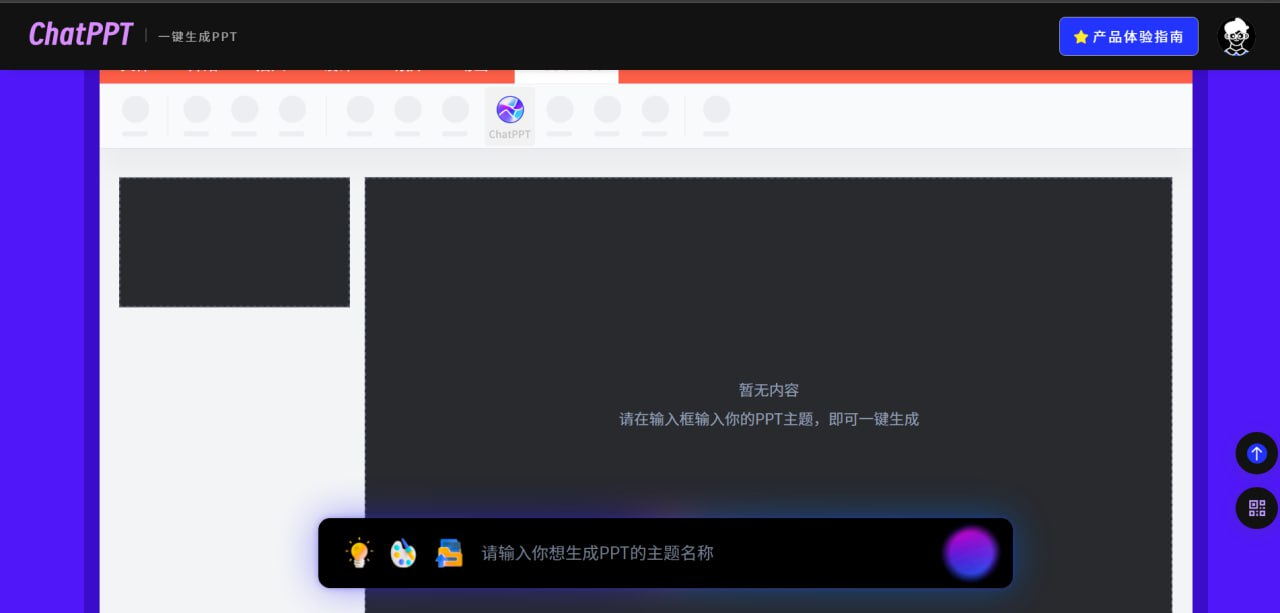 ChatPPT
一键生成PPT
产品体验指南
ChatPPT
暂无内容
请在输入框输入你的PPT主题，即可一键生成
请输入你想生成PPT的主题名称